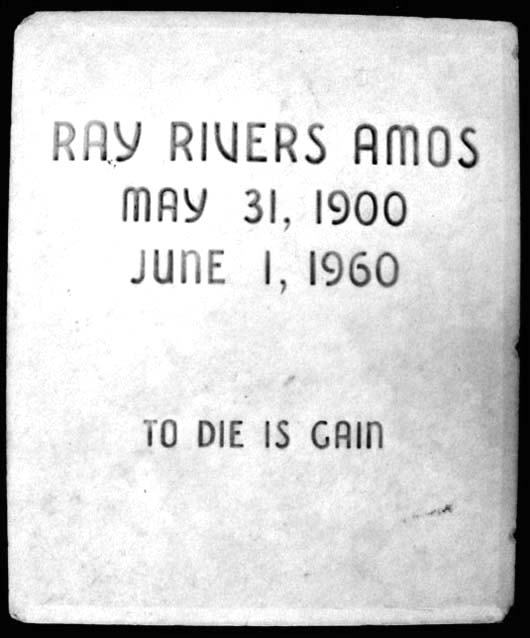 RAY RIVERS AMOS
MAY 31, 1900
JUNE 1, 1960
TO DIE IS GAIN